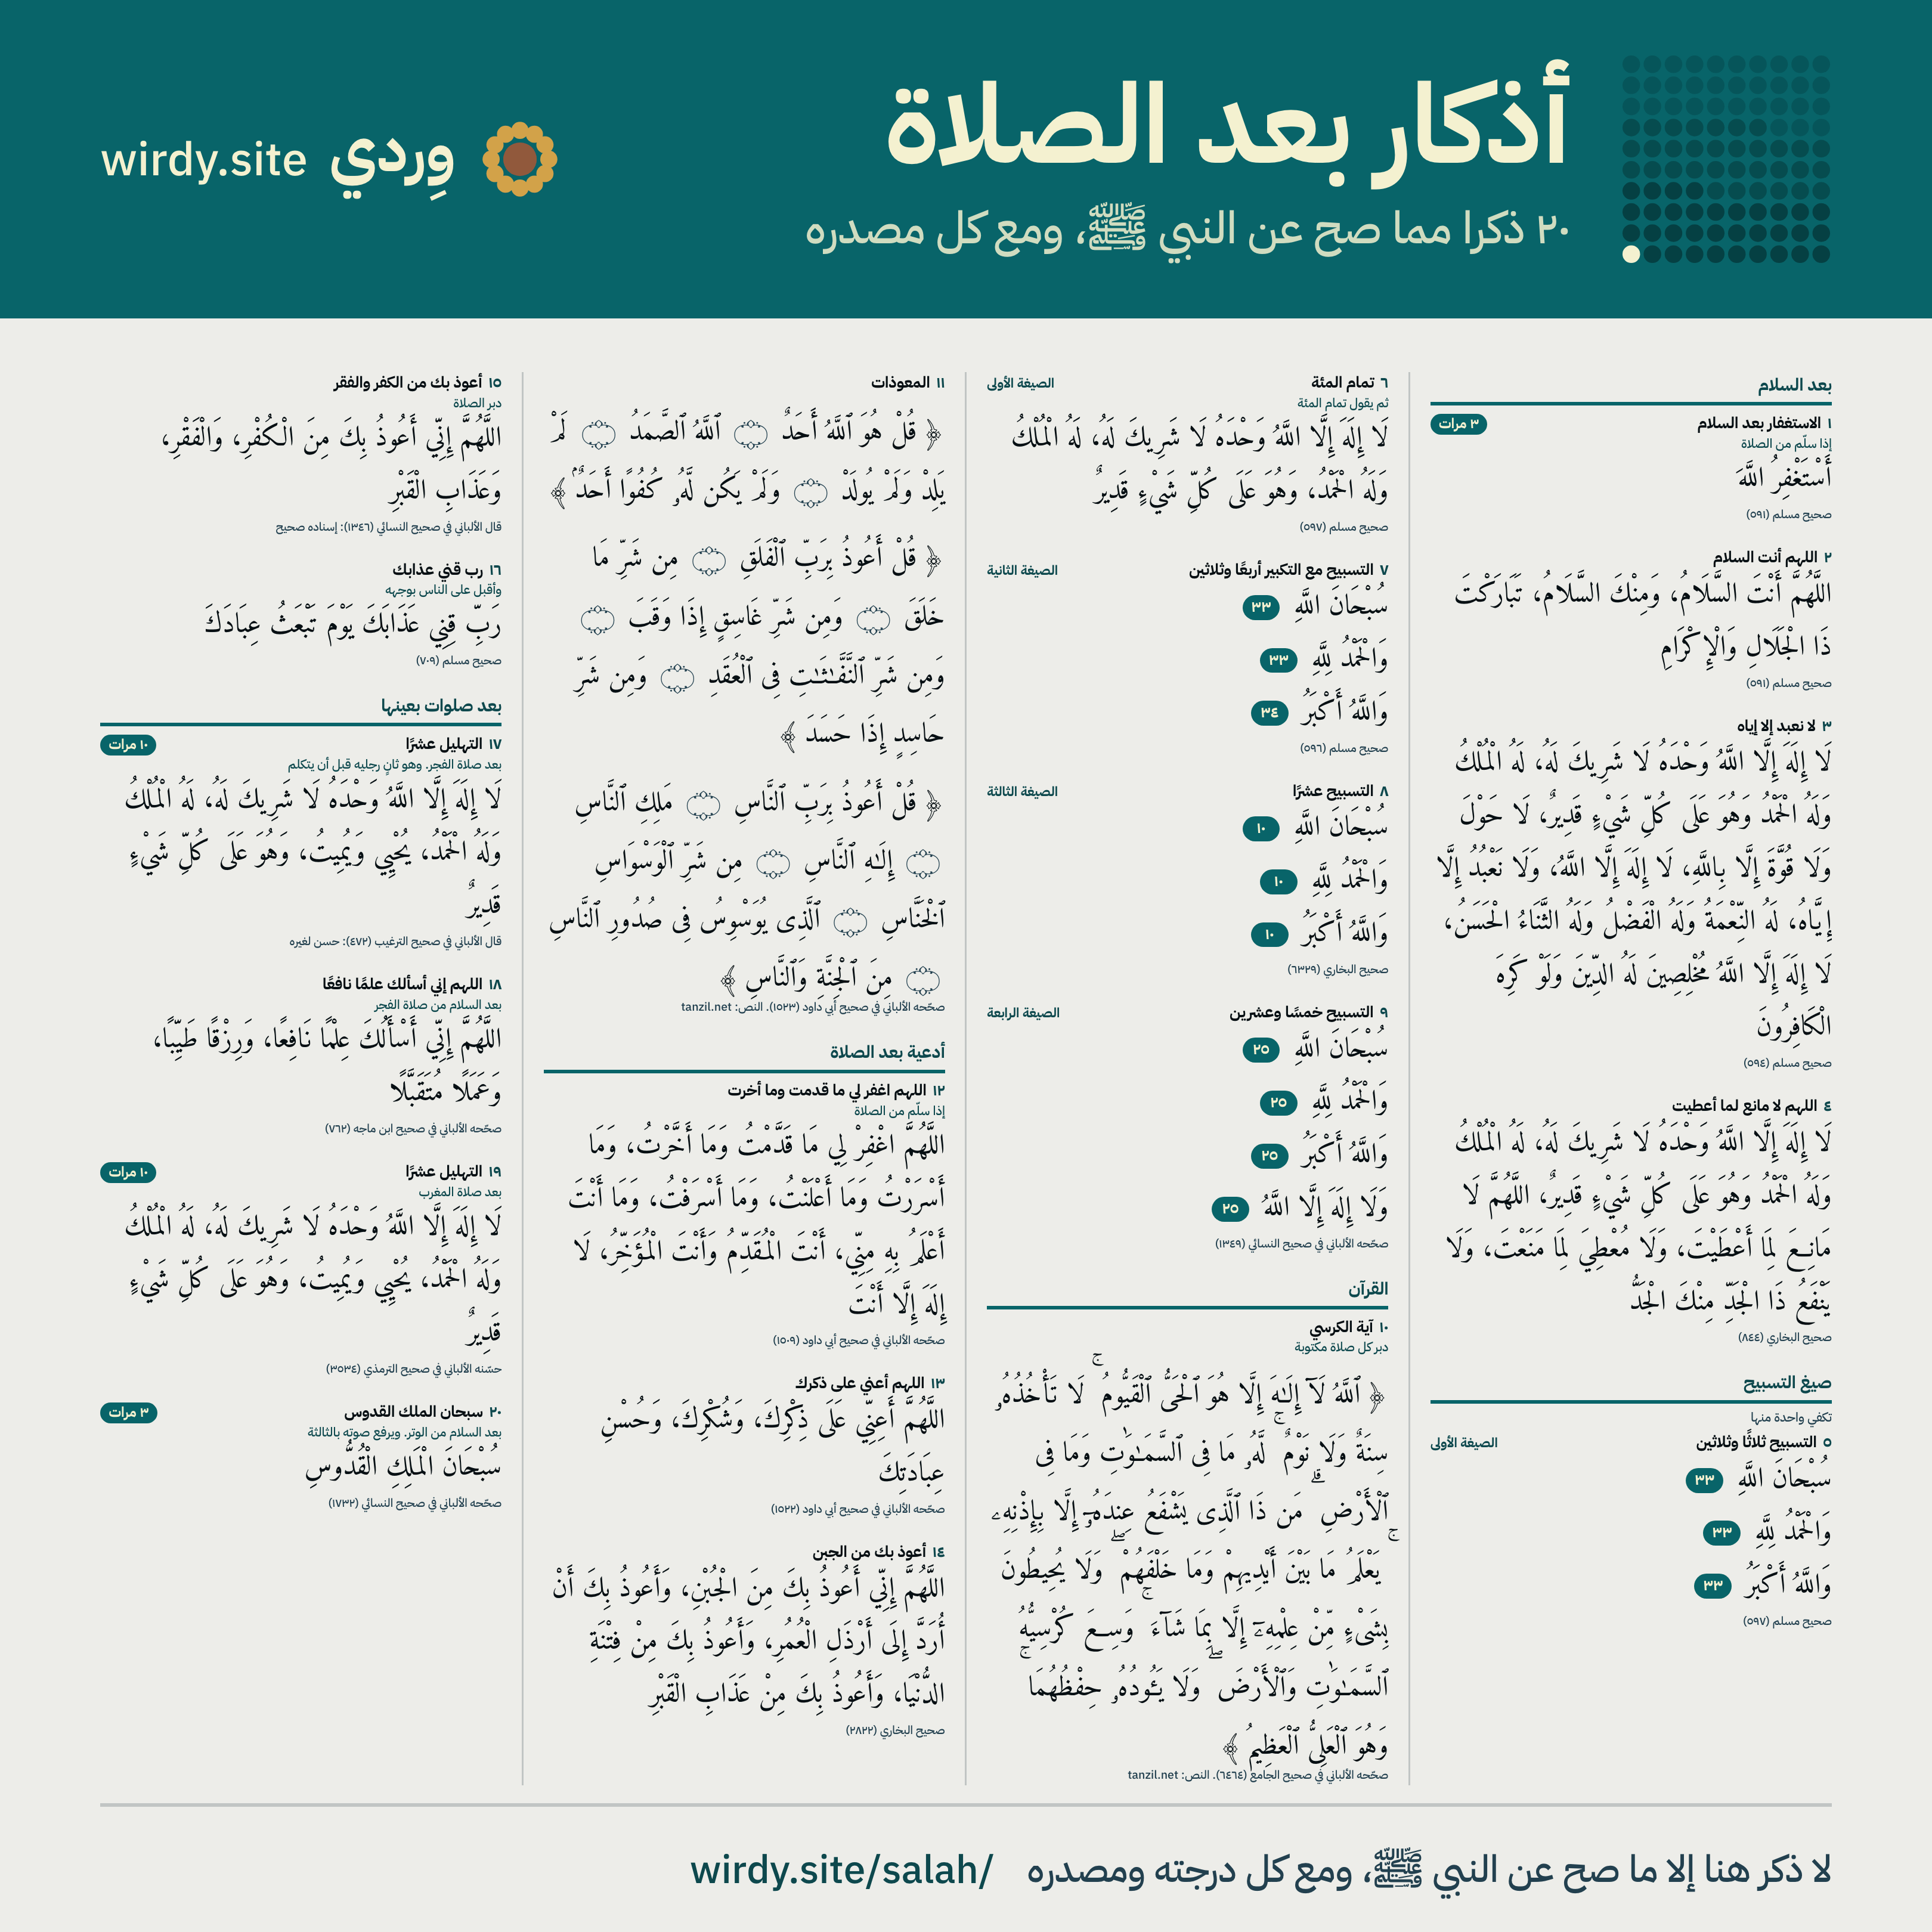 أذكار بعد الصلاة
٢٠ ذكرا مما صح عن النبي ﷺ، ومع كل مصدره
وِردي wirdy.site
بعد السلام
١ الاستغفار بعد السلام ٣ مرات
إذا سلّم من الصلاة
أَسْتَغْفِرُ اللَّهَ
صحيح مسلم (٥٩١)
٢ اللهم أنت السلام
اللَّهُمَّ أَنْتَ السَّلَامُ، وَمِنْكَ السَّلَامُ، تَبَارَكْتَ
ذَا الْجَلَالِ وَالْإِكْرَامِ
صحيح مسلم (٥٩١)
٣ لا نعبد إلا إياه
لَا إِلَهَ إِلَّا اللَّهُ وَحْدَهُ لَا شَرِيكَ لَهُ، لَهُ الْمُلْكُ
وَلَهُ الْحَمْدُ وَهُوَ عَلَى كُلِّ شَيْءٍ قَدِيرٌ، لَا حَوْلَ
وَلَا قُوَّةَ إِلَّا بِاللَّهِ، لَا إِلَهَ إِلَّا اللَّهُ، وَلَا نَعْبُدُ إِلَّا
إِيَّاهُ، لَهُ النِّعْمَةُ وَلَهُ الْفَضْلُ وَلَهُ الثَّنَاءُ الْحَسَنُ،
لَا إِلَهَ إِلَّا اللَّهُ مُخْلِصِينَ لَهُ الدِّينَ وَلَوْ كَرِهَ
الْكَافِرُونَ
صحيح مسلم (٥٩٤)
٤ اللهم لا مانع لما أعطيت
لَا إِلَهَ إِلَّا اللَّهُ وَحْدَهُ لَا شَرِيكَ لَهُ، لَهُ الْمُلْكُ
وَلَهُ الْحَمْدُ وَهُوَ عَلَى كُلِّ شَيْءٍ قَدِيرٌ، اللَّهُمَّ لَا
مَانِعَ لِمَا أَعْطَيْتَ، وَلَا مُعْطِيَ لِمَا مَنَعْتَ، وَلَا
يَنْفَعُ ذَا الْجَدِّ مِنْكَ الْجَدُّ
صحيح البخاري (٨٤٤)
صيغ التسبيح
تكفي واحدة منها
٥ التسبيح ثلاثًا وثلاثين الصيغة الأولى
سُبْحَانَ اللَّهِ ٣٣
وَالْحَمْدُ لِلَّهِ ٣٣
وَاللَّهُ أَكْبَرُ ٣٣
صحيح مسلم (٥٩٧)
٦ تمام المئة الصيغة الأولى
ثم يقول تمام المئة
لَا إِلَهَ إِلَّا اللَّهُ وَحْدَهُ لَا شَرِيكَ لَهُ، لَهُ الْمُلْكُ
وَلَهُ الْحَمْدُ، وَهُوَ عَلَى كُلِّ شَيْءٍ قَدِيرٌ
صحيح مسلم (٥٩٧)
٧ التسبيح مع التكبير أربعًا وثلاثين الصيغة الثانية
سُبْحَانَ اللَّهِ ٣٣
وَالْحَمْدُ لِلَّهِ ٣٣
وَاللَّهُ أَكْبَرُ ٣٤
صحيح مسلم (٥٩٦)
٨ التسبيح عشرًا الصيغة الثالثة
سُبْحَانَ اللَّهِ ١٠
وَالْحَمْدُ لِلَّهِ ١٠
وَاللَّهُ أَكْبَرُ ١٠
صحيح البخاري (٦٣٢٩)
٩ التسبيح خمسًا وعشرين الصيغة الرابعة
سُبْحَانَ اللَّهِ ٢٥
وَالْحَمْدُ لِلَّهِ ٢٥
وَاللَّهُ أَكْبَرُ ٢٥
وَلَا إِلَهَ إِلَّا اللَّهُ ٢٥
صحّحه الألباني في صحيح النسائي (١٣٤٩)
القرآن
١٠ آية الكرسي
دبر كل صلاة مكتوبة
﴿ ٱللَّهُ لَآ إِلَـٰهَ إِلَّا هُوَ ٱلْحَىُّ ٱلْقَيُّومُ ۚ لَا تَأْخُذُهُۥ
سِنَةٌ وَلَا نَوْمٌ ۚ لَّهُۥ مَا فِى ٱلسَّمَـٰوَٰتِ وَمَا فِى
ٱلْأَرْضِ ۗ مَن ذَا ٱلَّذِى يَشْفَعُ عِندَهُۥٓ إِلَّا بِإِذْنِهِۦ
ۚ يَعْلَمُ مَا بَيْنَ أَيْدِيهِمْ وَمَا خَلْفَهُمْ ۖ وَلَا يُحِيطُونَ
بِشَىْءٍ مِّنْ عِلْمِهِۦٓ إِلَّا بِمَا شَآءَ ۚ وَسِعَ كُرْسِيُّهُ
ٱلسَّمَـٰوَٰتِ وَٱلْأَرْضَ ۖ وَلَا يَـُٔودُهُۥ حِفْظُهُمَا ۚ
وَهُوَ ٱلْعَلِىُّ ٱلْعَظِيمُ ﴾
صحّحه الألباني في صحيح الجامع (٦٤٦٤). النص: tanzil.net
١١ المعوذات
﴿ قُلْ هُوَ ٱللَّهُ أَحَدٌ ۝ ٱللَّهُ ٱلصَّمَدُ ۝ لَمْ
يَلِدْ وَلَمْ يُولَدْ ۝ وَلَمْ يَكُن لَّهُۥ كُفُوًا أَحَدٌۢ ﴾
﴿ قُلْ أَعُوذُ بِرَبِّ ٱلْفَلَقِ ۝ مِن شَرِّ مَا
خَلَقَ ۝ وَمِن شَرِّ غَاسِقٍ إِذَا وَقَبَ ۝
وَمِن شَرِّ ٱلنَّفَّـٰثَـٰتِ فِى ٱلْعُقَدِ ۝ وَمِن شَرِّ
حَاسِدٍ إِذَا حَسَدَ ﴾
﴿ قُلْ أَعُوذُ بِرَبِّ ٱلنَّاسِ ۝ مَلِكِ ٱلنَّاسِ
۝ إِلَـٰهِ ٱلنَّاسِ ۝ مِن شَرِّ ٱلْوَسْوَاسِ
ٱلْخَنَّاسِ ۝ ٱلَّذِى يُوَسْوِسُ فِى صُدُورِ ٱلنَّاسِ
۝ مِنَ ٱلْجِنَّةِ وَٱلنَّاسِ ﴾
صحّحه الألباني في صحيح أبي داود (١٥٢٣). النص: tanzil.net
أدعية بعد الصلاة
١٢ اللهم اغفر لي ما قدمت وما أخرت
إذا سلّم من الصلاة
اللَّهُمَّ اغْفِرْ لِي مَا قَدَّمْتُ وَمَا أَخَّرْتُ، وَمَا
أَسْرَرْتُ وَمَا أَعْلَنْتُ، وَمَا أَسْرَفْتُ، وَمَا أَنْتَ
أَعْلَمُ بِهِ مِنِّي، أَنْتَ الْمُقَدِّمُ وَأَنْتَ الْمُؤَخِّرُ، لَا
إِلَهَ إِلَّا أَنْتَ
صحّحه الألباني في صحيح أبي داود (١٥٠٩)
١٣ اللهم أعني على ذكرك
اللَّهُمَّ أَعِنِّي عَلَى ذِكْرِكَ، وَشُكْرِكَ، وَحُسْنِ
عِبَادَتِكَ
صحّحه الألباني في صحيح أبي داود (١٥٢٢)
١٤ أعوذ بك من الجبن
اللَّهُمَّ إِنِّي أَعُوذُ بِكَ مِنَ الْجُبْنِ، وَأَعُوذُ بِكَ أَنْ
أُرَدَّ إِلَى أَرْذَلِ الْعُمُرِ، وَأَعُوذُ بِكَ مِنْ فِتْنَةِ
الدُّنْيَا، وَأَعُوذُ بِكَ مِنْ عَذَابِ الْقَبْرِ
صحيح البخاري (٢٨٢٢)
١٥ أعوذ بك من الكفر والفقر
دبر الصلاة
اللَّهُمَّ إِنِّي أَعُوذُ بِكَ مِنَ الْكُفْرِ، وَالْفَقْرِ،
وَعَذَابِ الْقَبْرِ
قال الألباني في صحيح النسائي (١٣٤٦): إسناده صحيح
١٦ رب قني عذابك
وأقبل على الناس بوجهه
رَبِّ قِنِي عَذَابَكَ يَوْمَ تَبْعَثُ عِبَادَكَ
صحيح مسلم (٧٠٩)
بعد صلوات بعينها
١٧ التهليل عشرًا ١٠ مرات
بعد صلاة الفجر. وهو ثانٍ رجليه قبل أن يتكلم
لَا إِلَهَ إِلَّا اللَّهُ وَحْدَهُ لَا شَرِيكَ لَهُ، لَهُ الْمُلْكُ
وَلَهُ الْحَمْدُ، يُحْيِي وَيُمِيتُ، وَهُوَ عَلَى كُلِّ شَيْءٍ
قَدِيرٌ
قال الألباني في صحيح الترغيب (٤٧٢): حسن لغيره
١٨ اللهم إني أسألك علمًا نافعًا
بعد السلام من صلاة الفجر
اللَّهُمَّ إِنِّي أَسْأَلُكَ عِلْمًا نَافِعًا، وَرِزْقًا طَيِّبًا،
وَعَمَلًا مُتَقَبَّلًا
صحّحه الألباني في صحيح ابن ماجه (٧٦٢)
١٩ التهليل عشرًا ١٠ مرات
بعد صلاة المغرب
لَا إِلَهَ إِلَّا اللَّهُ وَحْدَهُ لَا شَرِيكَ لَهُ، لَهُ الْمُلْكُ
وَلَهُ الْحَمْدُ، يُحْيِي وَيُمِيتُ، وَهُوَ عَلَى كُلِّ شَيْءٍ
قَدِيرٌ
حسّنه الألباني في صحيح الترمذي (٣٥٣٤)
٢٠ سبحان الملك القدوس ٣ مرات
بعد السلام من الوتر. ويرفع صوته بالثالثة
سُبْحَانَ الْمَلِكِ الْقُدُّوسِ
صحّحه الألباني في صحيح النسائي (١٧٣٢)
لا ذكر هنا إلا ما صح عن النبي ﷺ، ومع كل درجته ومصدره wirdy.site/salah/